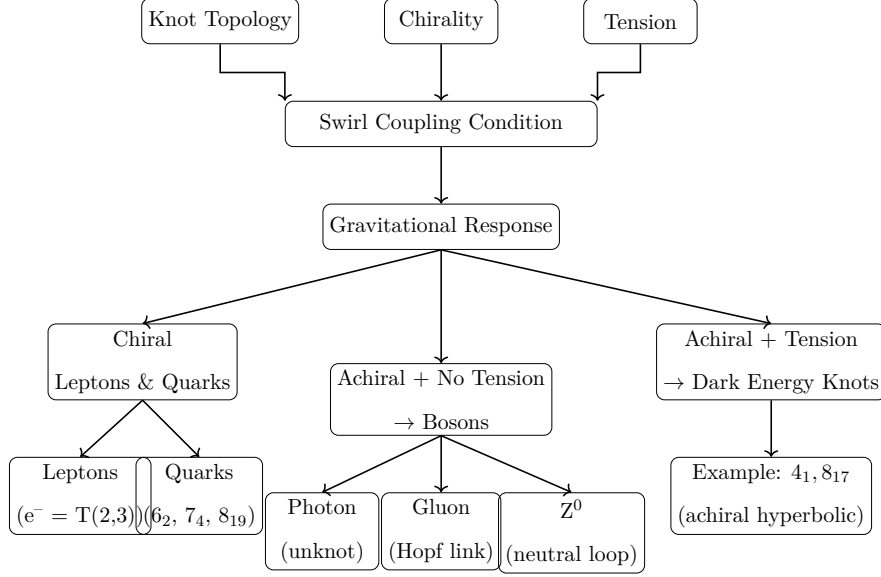 Knot Topology
Chirality
Tension
Swirl Coupling Condition
Gravitational Response
Chiral
Leptons & Quarks
Achiral + No Tension
→ Bosons
Achiral + Tension
→ Dark Energy Knots
Leptons
(e⁻ = T(2,3))
Quarks
(6₂, 7₄, 8₁₉)
Photon
(unknot)
Gluon
(Hopf link)
Z⁰
(neutral loop)
Example: 4₁, 8₁₇
(achiral hyperbolic)